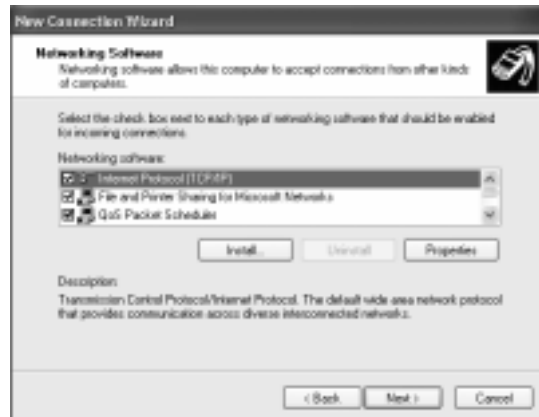 New Connection Wizard
Networking Software
Networking software allows this computer to accept connections from other kinds
of computers.
Select the check box next to each type of networking software that should be enabled
for incoming connections.
Networking software:
Internet Protocol (TCP/IP)
File and Printer Sharing for Microsoft Networks
QoS Packet Scheduler
Install...
Uninstall
Properties
Description:
Transmission Control Protocol/Internet Protocol. The default wide area network protocol
that provides communication across diverse interconnected networks.
< Back
Next >
Cancel